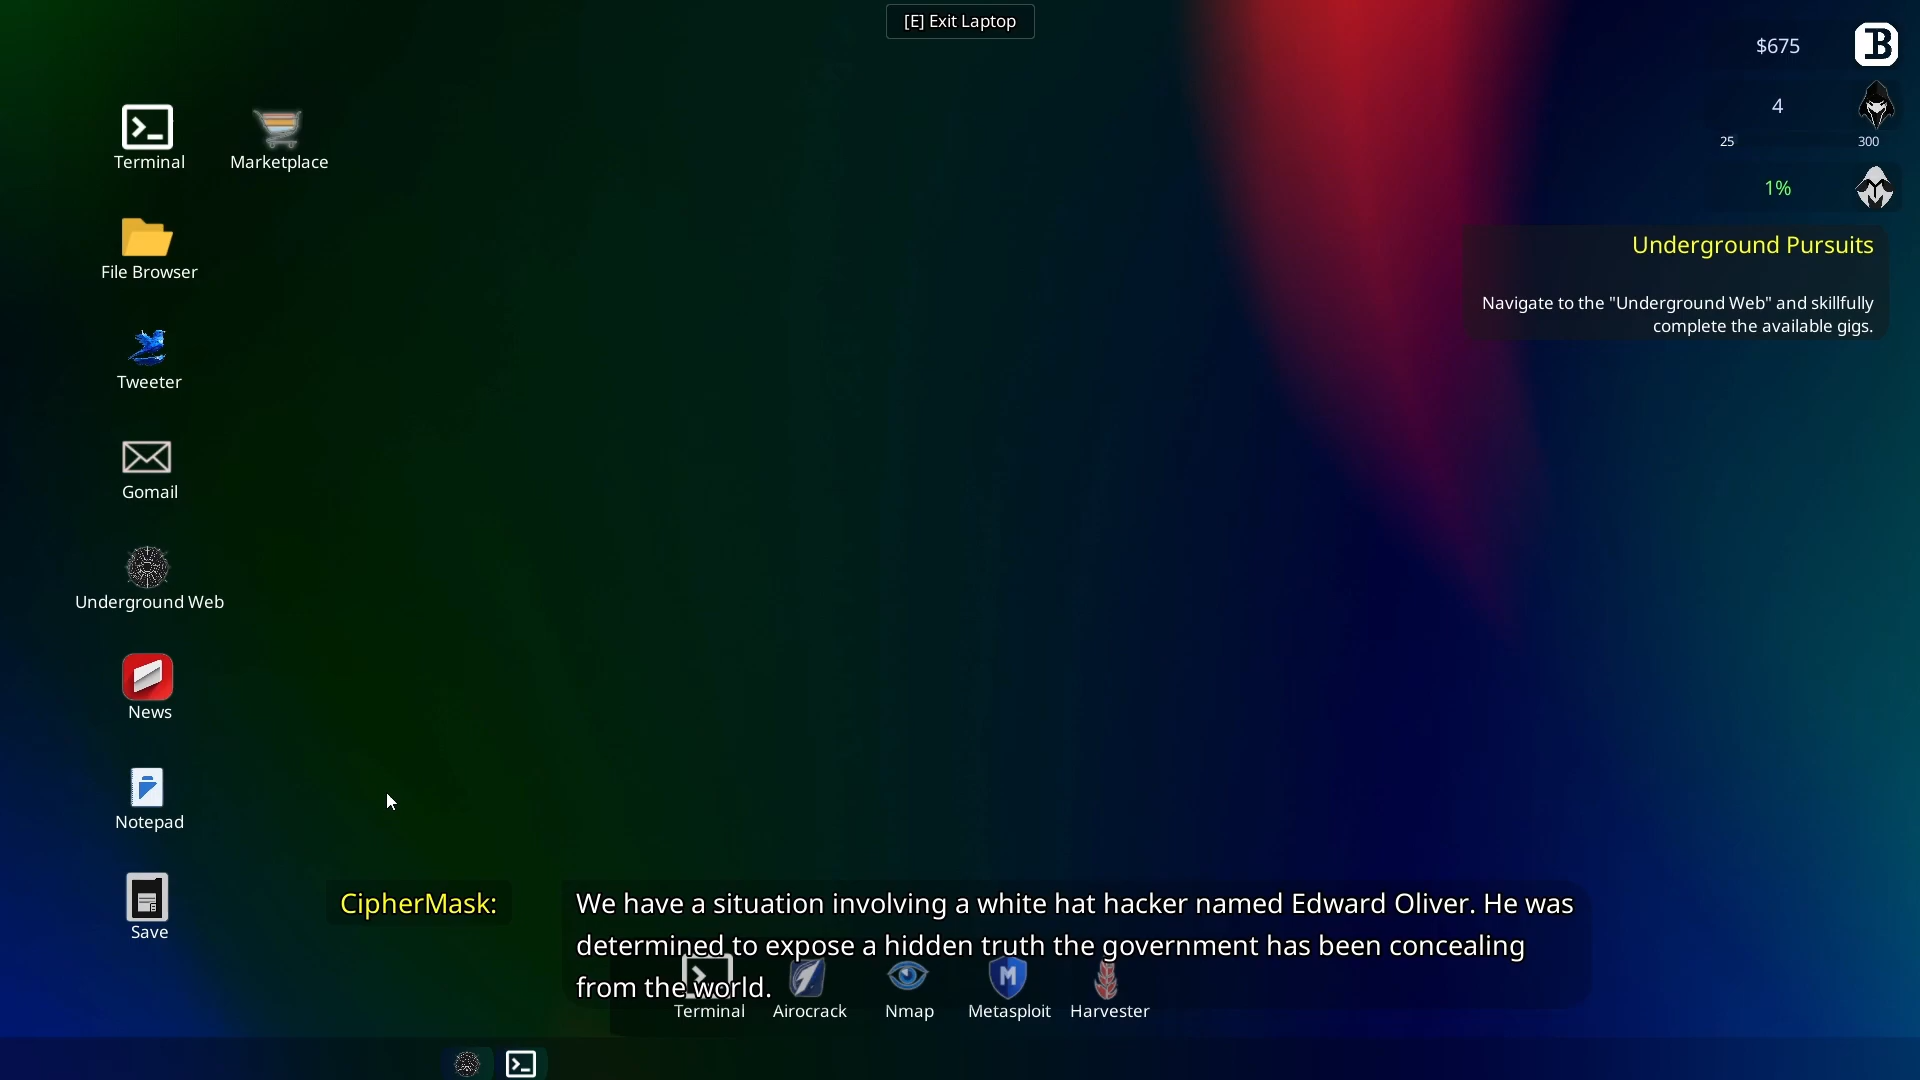 [E] Exit Laptop
$675
4
25
300
1%
Underground Pursuits
Navigate to the "Underground Web" and skillfully
complete the available gigs.
Terminal
Marketplace
File Browser
Tweeter
Gomail
Underground Web
News
Notepad
Save
CipherMask:
We have a situation involving a white hat hacker named Edward Oliver. He was
determined to expose a hidden truth the government has been concealing
from the world.
Terminal
Airocrack
Nmap
Metasploit
Harvester